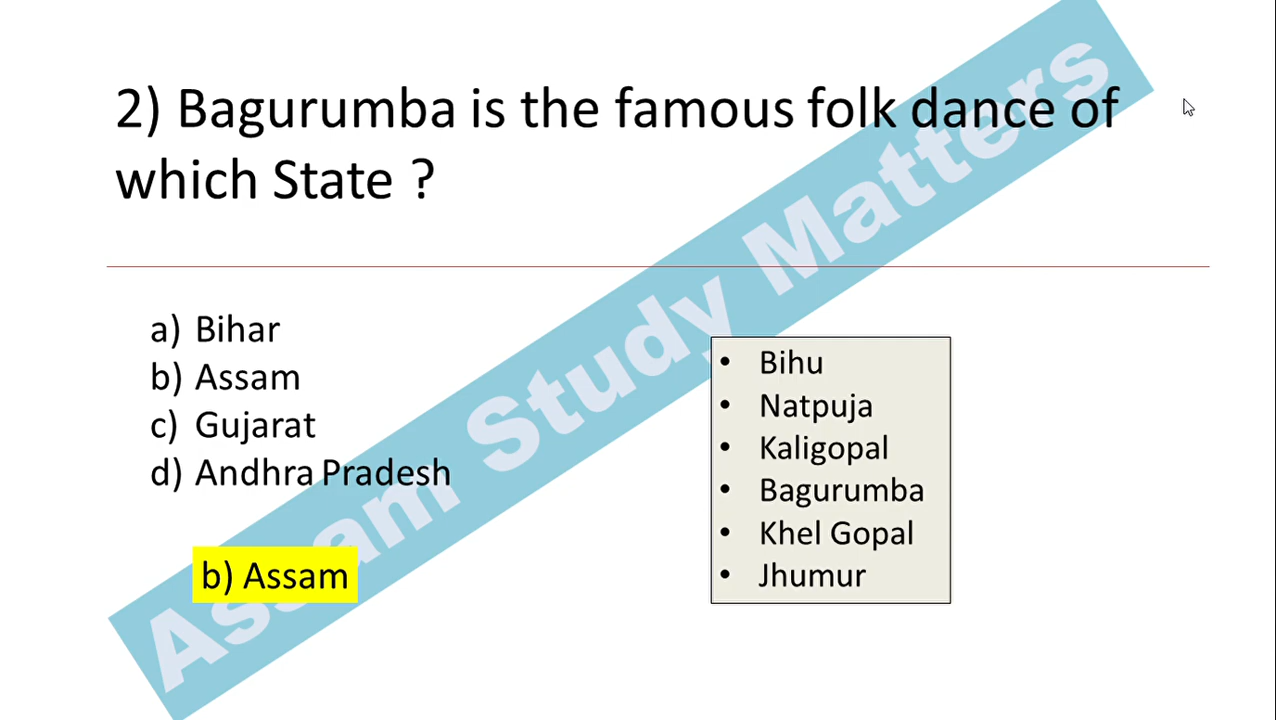 2) Bagurumba is the famous folk dance of
which State ?
a) Bihar
b) Assam
c) Gujarat
d) Andhra Pradesh
b) Assam
• Bihu
• Natpuja
• Kaligopal
• Bagurumba
• Khel Gopal
• Jhumur
Assam Study Matters